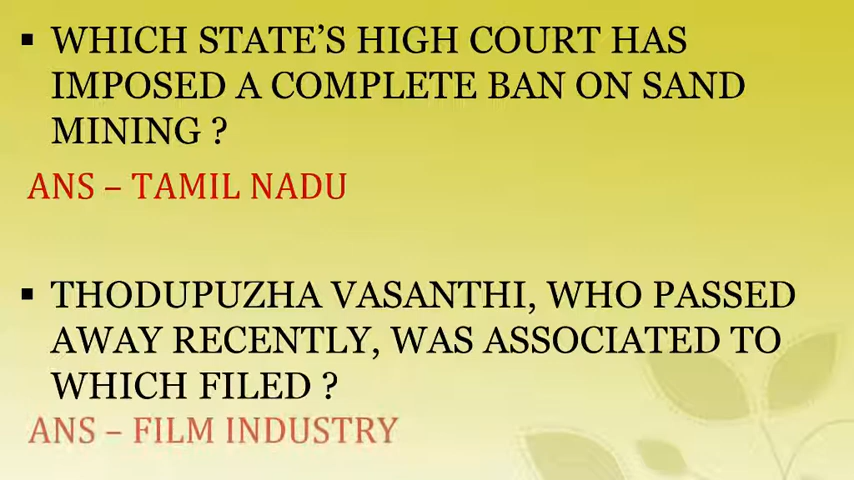 ▪ WHICH STATE’S HIGH COURT HAS
IMPOSED A COMPLETE BAN ON SAND
MINING ?
ANS – TAMIL NADU
▪ THODUPUZHA VASANTHI, WHO PASSED
AWAY RECENTLY, WAS ASSOCIATED TO
WHICH FILED ?
ANS – FILM INDUSTRY